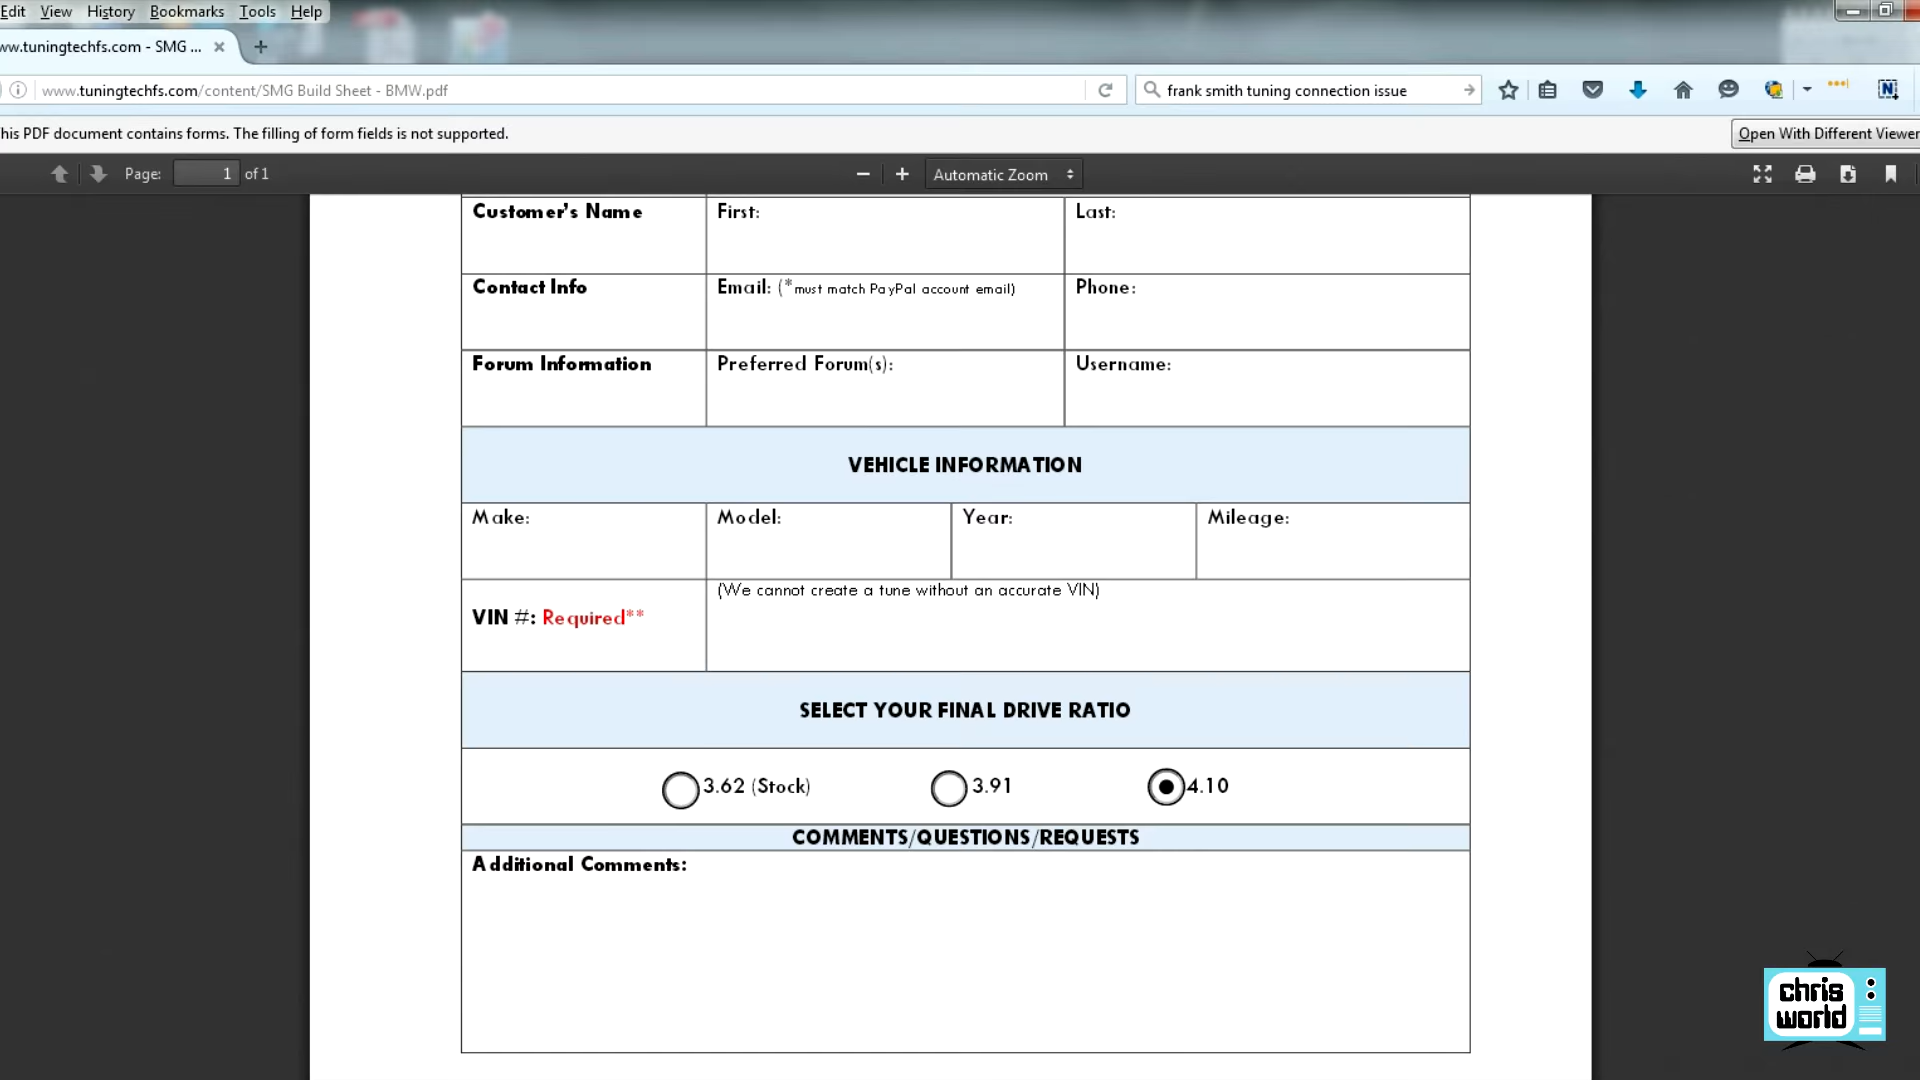 Edit View History Bookmarks Tools Help
ww.tuningtechfs.com - SMG ...
www.tuningtechfs.com/content/SMG Build Sheet - BMW.pdf
frank smith tuning connection issue
his PDF document contains forms. The filling of form fields is not supported.
Open With Different Viewer
Page: 1 of 1
Automatic Zoom
Customer's Name First: Last:
Contact Info Email: (*must match PayPal account email) Phone:
Forum Information Preferred Forum(s): Username:
VEHICLE INFORMATION
Make: Model: Year: Mileage:
(We cannot create a tune without an accurate VIN)
VIN #: Required**
SELECT YOUR FINAL DRIVE RATIO
3.62 (Stock) 3.91 4.10
COMMENTS/QUESTIONS/REQUESTS
Additional Comments:
chris
world